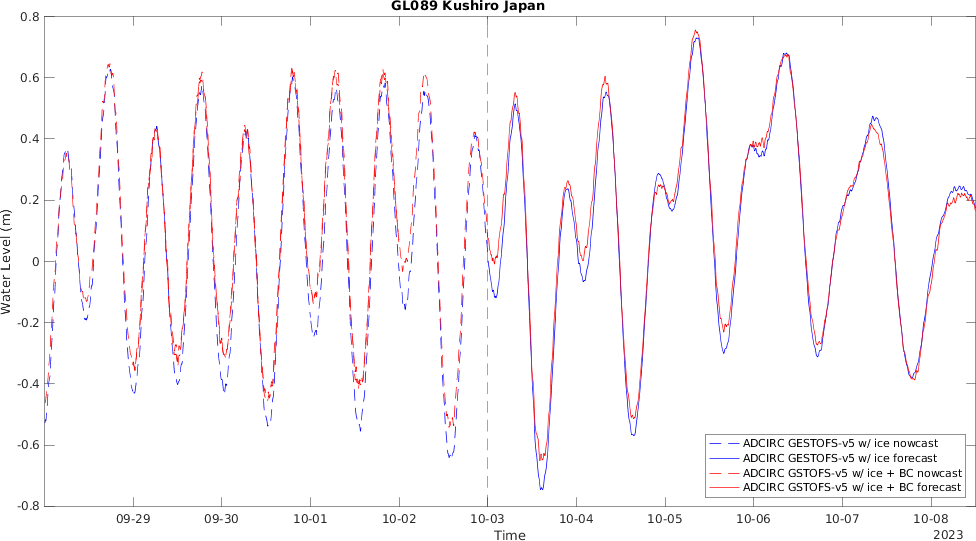 GL089 Kushiro Japan
Water Level (m)
0.8
0.6
0.4
0.2
0
-0.2
-0.4
-0.6
-0.8
ADCIRC GESTOFS-v5 w/ ice nowcast
ADCIRC GESTOFS-v5 w/ ice forecast
ADCIRC GSTOFS-v5 w/ ice + BC nowcast
ADCIRC GSTOFS-v5 w/ ice + BC forecast
09-29 09-30 10-01 10-02 10-03 10-04 10-05 10-06 10-07 10-08
Time
2023